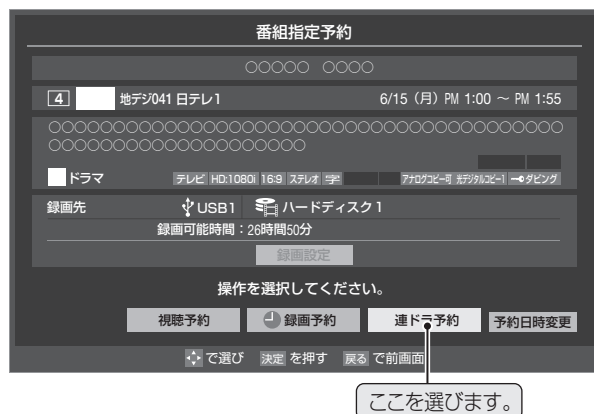 番組指定予約
○○○○○ ○○○○
4 地デジ041 日テレ1 6/15（月）PM 1:00 ～ PM 1:55
○○○○○○○○○○○○○○○○○○○○○○○○○○○○○○○○
○○○○○○○○○○○○○○○○
ドラマ テレビ HD:1080i 16:9 ステレオ 字 アナログコピー可 光デジタルコピー1 ダビング
録画先 USB1 ハードディスク1
録画可能時間：26時間50分
録画設定
操作を選択してください。
視聴予約 録画予約 連ドラ予約 予約日時変更
で選び 決定 を押す 戻る で前画面
ここを選びます。